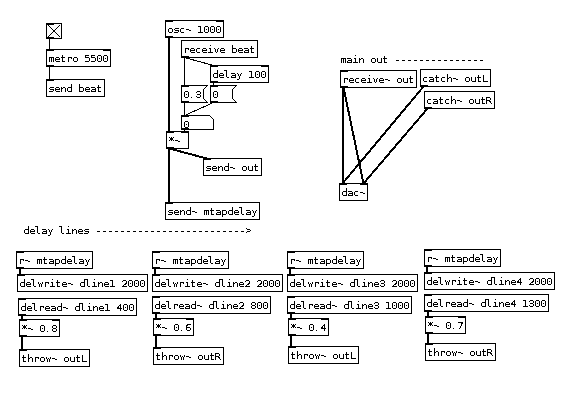 metro 5500
send beat
osc~ 1000
receive beat
delay 100
0.3
0
0
*~
send~ out
send~ mtapdelay
main out ---------------
receive~ out
catch~ outL
catch~ outR
dac~
delay lines ------------------------->
r~ mtapdelay
delwrite~ dline1 2000
delread~ dline1 400
*~ 0.8
throw~ outL
r~ mtapdelay
delwrite~ dline2 2000
delread~ dline2 800
*~ 0.6
throw~ outR
r~ mtapdelay
delwrite~ dline3 2000
delread~ dline3 1000
*~ 0.4
throw~ outL
r~ mtapdelay
delwrite~ dline4 2000
delread~ dline4 1300
*~ 0.7
throw~ outR